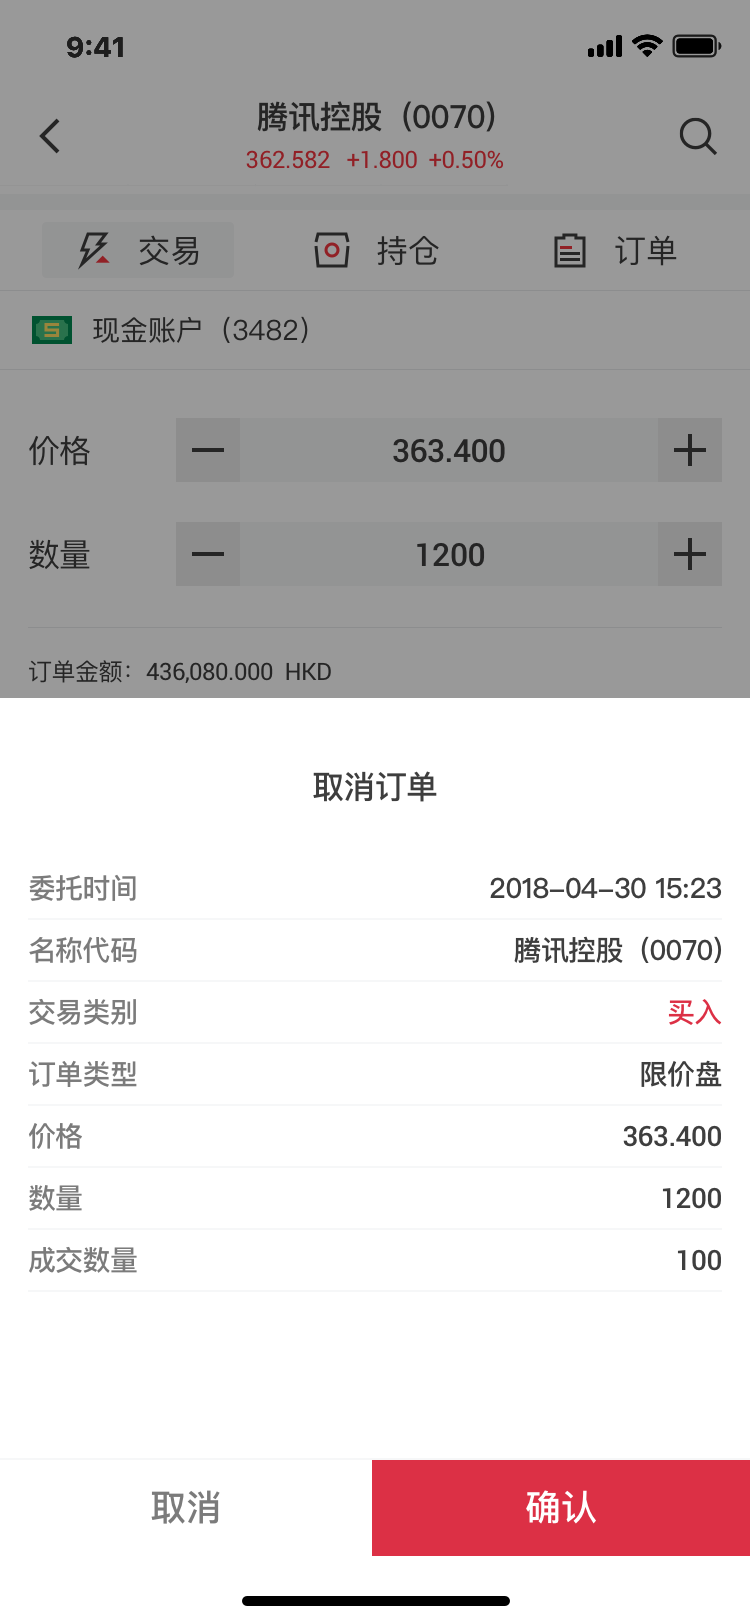 9:41
腾讯控股（0070）
362.582 +1.800 +0.50%
交易 持仓 订单
现金账户（3482）
价格 363.400
数量 1200
订单金额：436,080.000 HKD
取消订单
委托时间 2018–04–30 15:23
名称代码 腾讯控股（0070）
交易类别 买入
订单类型 限价盘
价格 363.400
数量 1200
成交数量 100
取消 确认